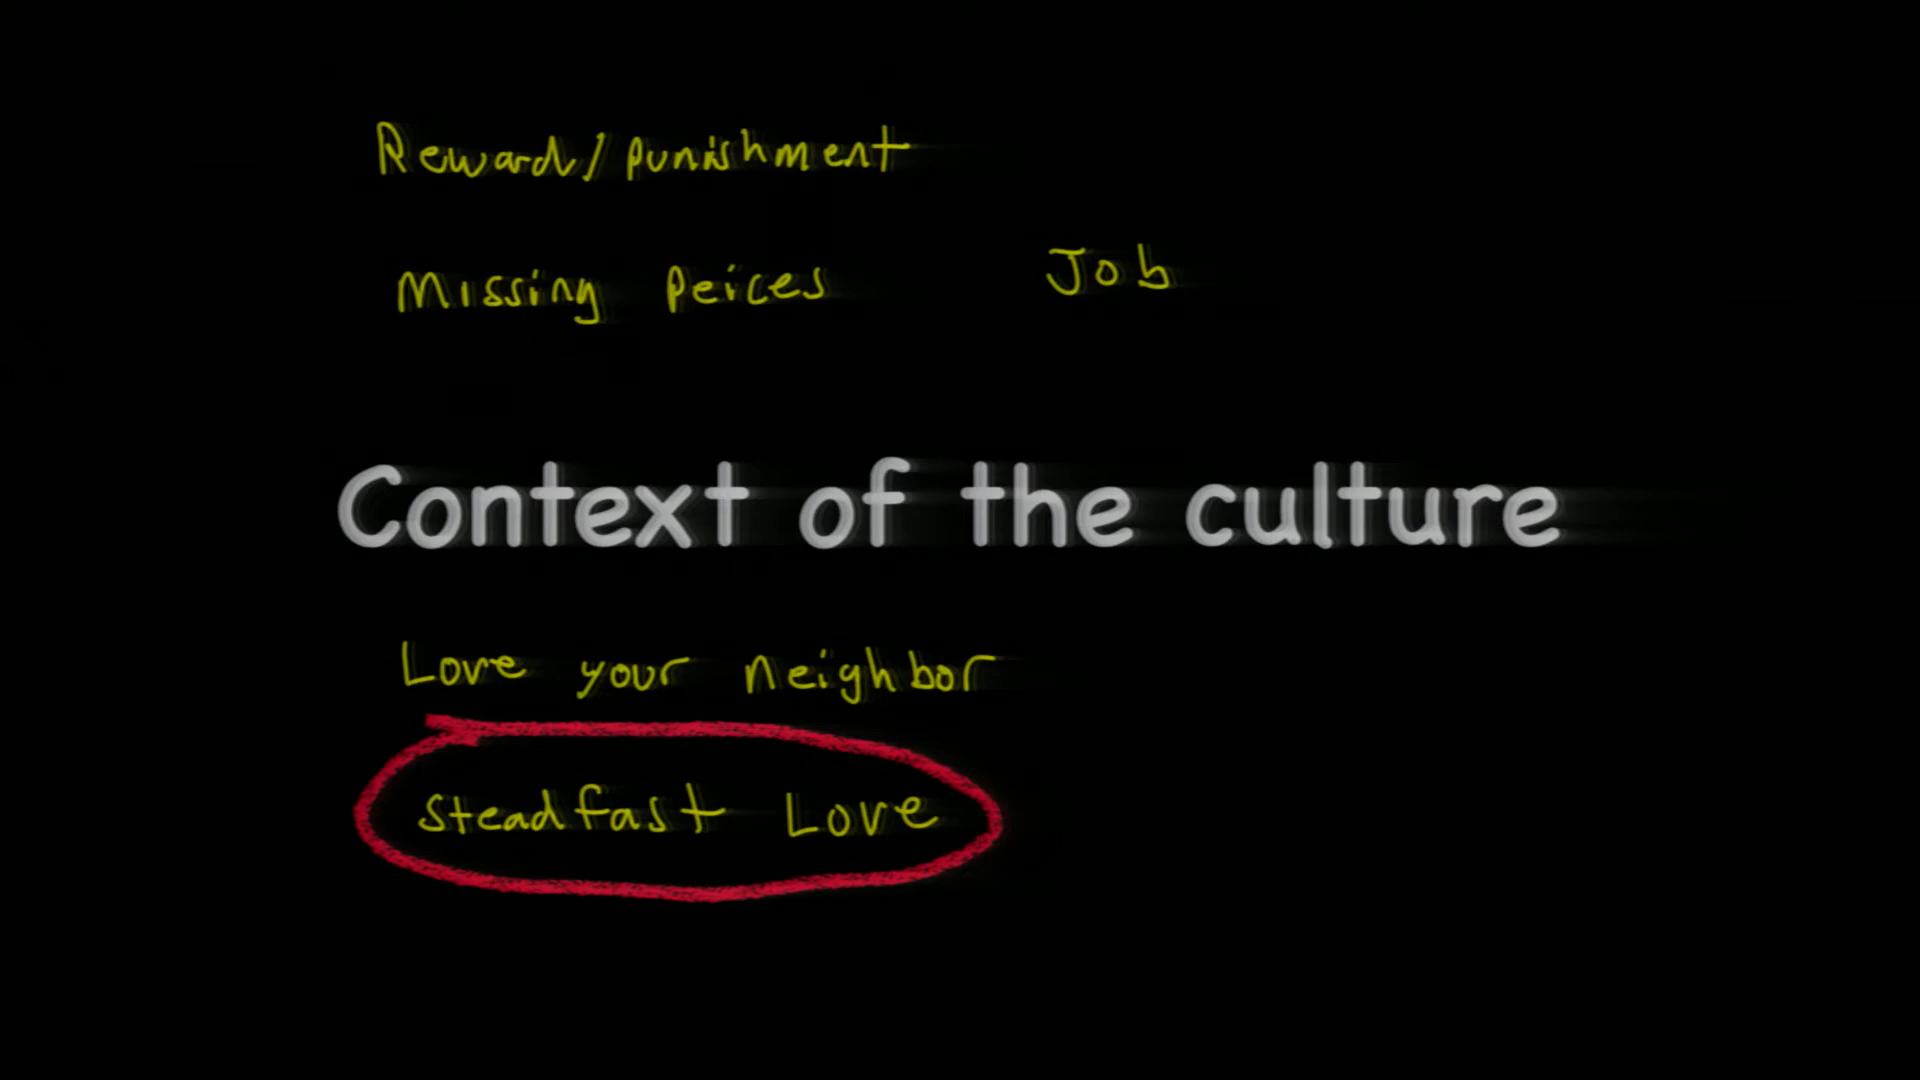 Reward/punishment
Missing Peices Job
Context of the culture
Love your neighbor
Steadfast Love